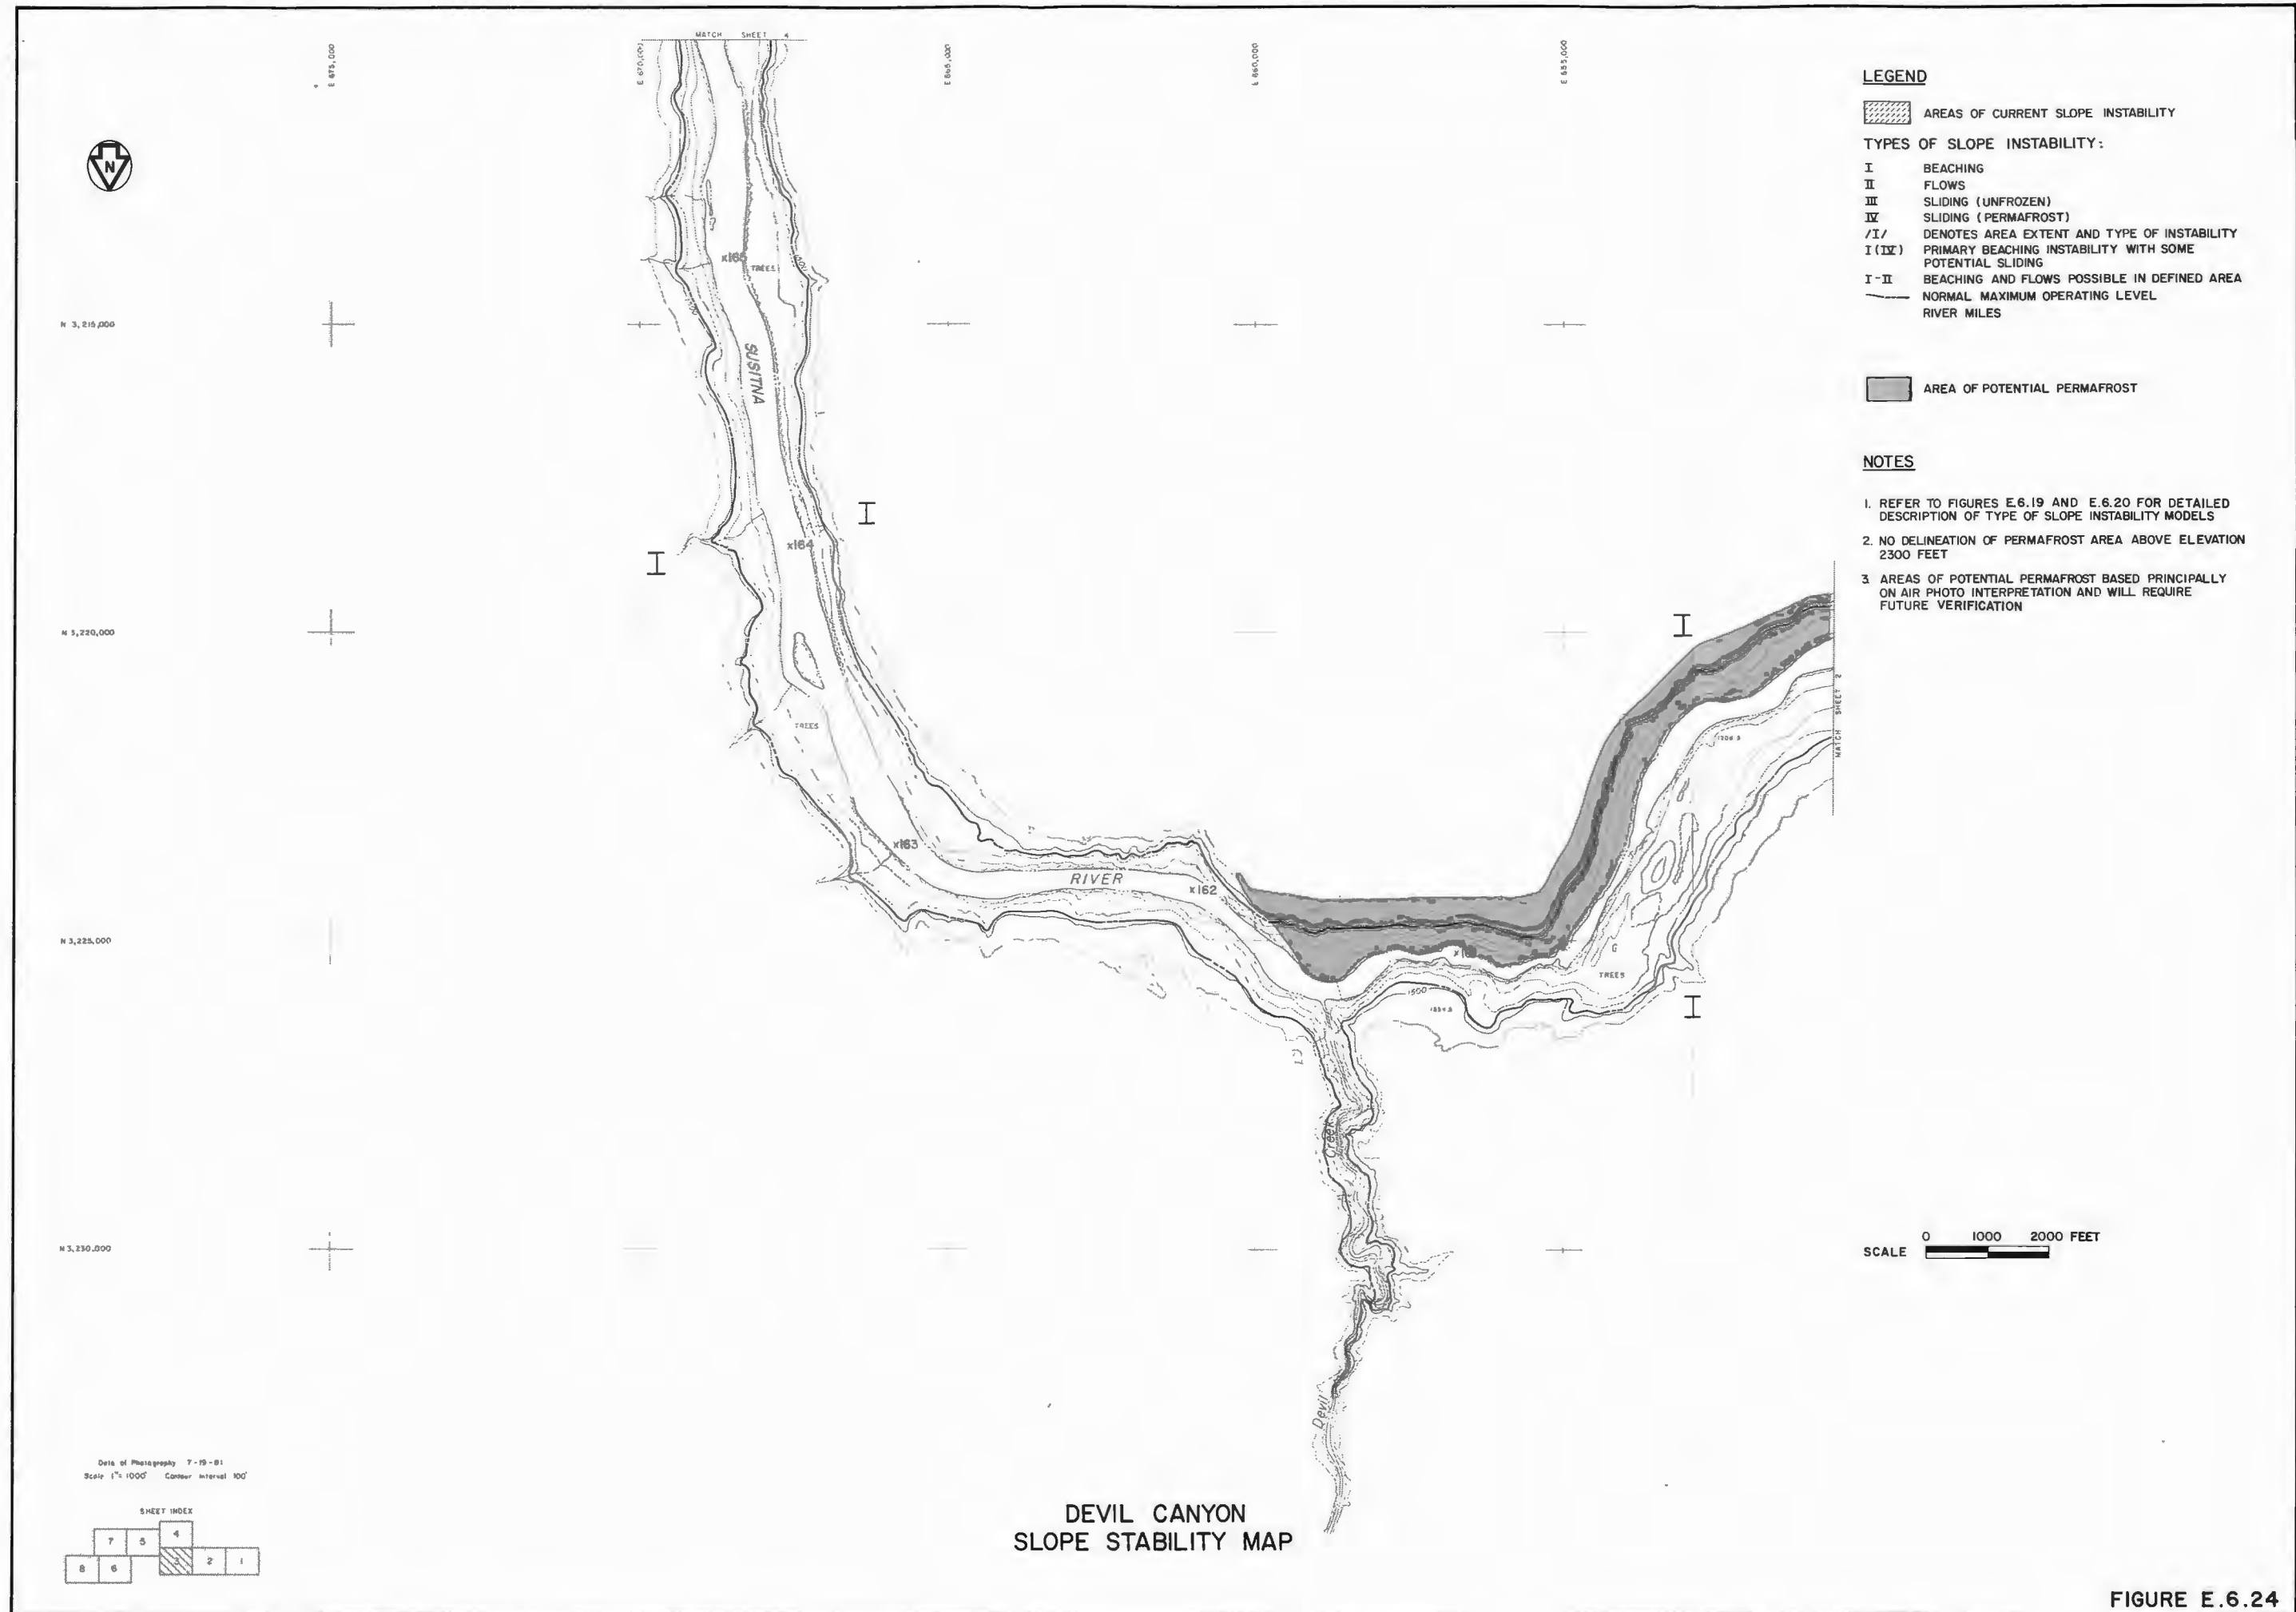 MATCH SHEET 4
E 675,000
E 670,000
E 665,000
E 660,000
E 655,000
N
N 3,215,000
N 3,220,000
N 3,225,000
N 3,230,000
x165
TREES
SUSITNA
I
x164
I
TREES
x163
RIVER
x162
I
MATCH SHEET 2
TREES
1500
I
Creek
Devil
LEGEND
AREAS OF CURRENT SLOPE INSTABILITY
TYPES OF SLOPE INSTABILITY:
I BEACHING
II FLOWS
III SLIDING (UNFROZEN)
IV SLIDING (PERMAFROST)
/I/ DENOTES AREA EXTENT AND TYPE OF INSTABILITY
I(IV) PRIMARY BEACHING INSTABILITY WITH SOME
POTENTIAL SLIDING
I-II BEACHING AND FLOWS POSSIBLE IN DEFINED AREA
NORMAL MAXIMUM OPERATING LEVEL
RIVER MILES
AREA OF POTENTIAL PERMAFROST
NOTES
1. REFER TO FIGURES E.6.19 AND E.6.20 FOR DETAILED
DESCRIPTION OF TYPE OF SLOPE INSTABILITY MODELS
2. NO DELINEATION OF PERMAFROST AREA ABOVE ELEVATION
2300 FEET
3. AREAS OF POTENTIAL PERMAFROST BASED PRINCIPALLY
ON AIR PHOTO INTERPRETATION AND WILL REQUIRE
FUTURE VERIFICATION
0 1000 2000 FEET
SCALE
Date of Photography 7-19-81
Scale 1"= 1000' Contour Interval 100'
SHEET INDEX
4
7 5
8 6 3 2 1
DEVIL CANYON
SLOPE STABILITY MAP
FIGURE E.6.24